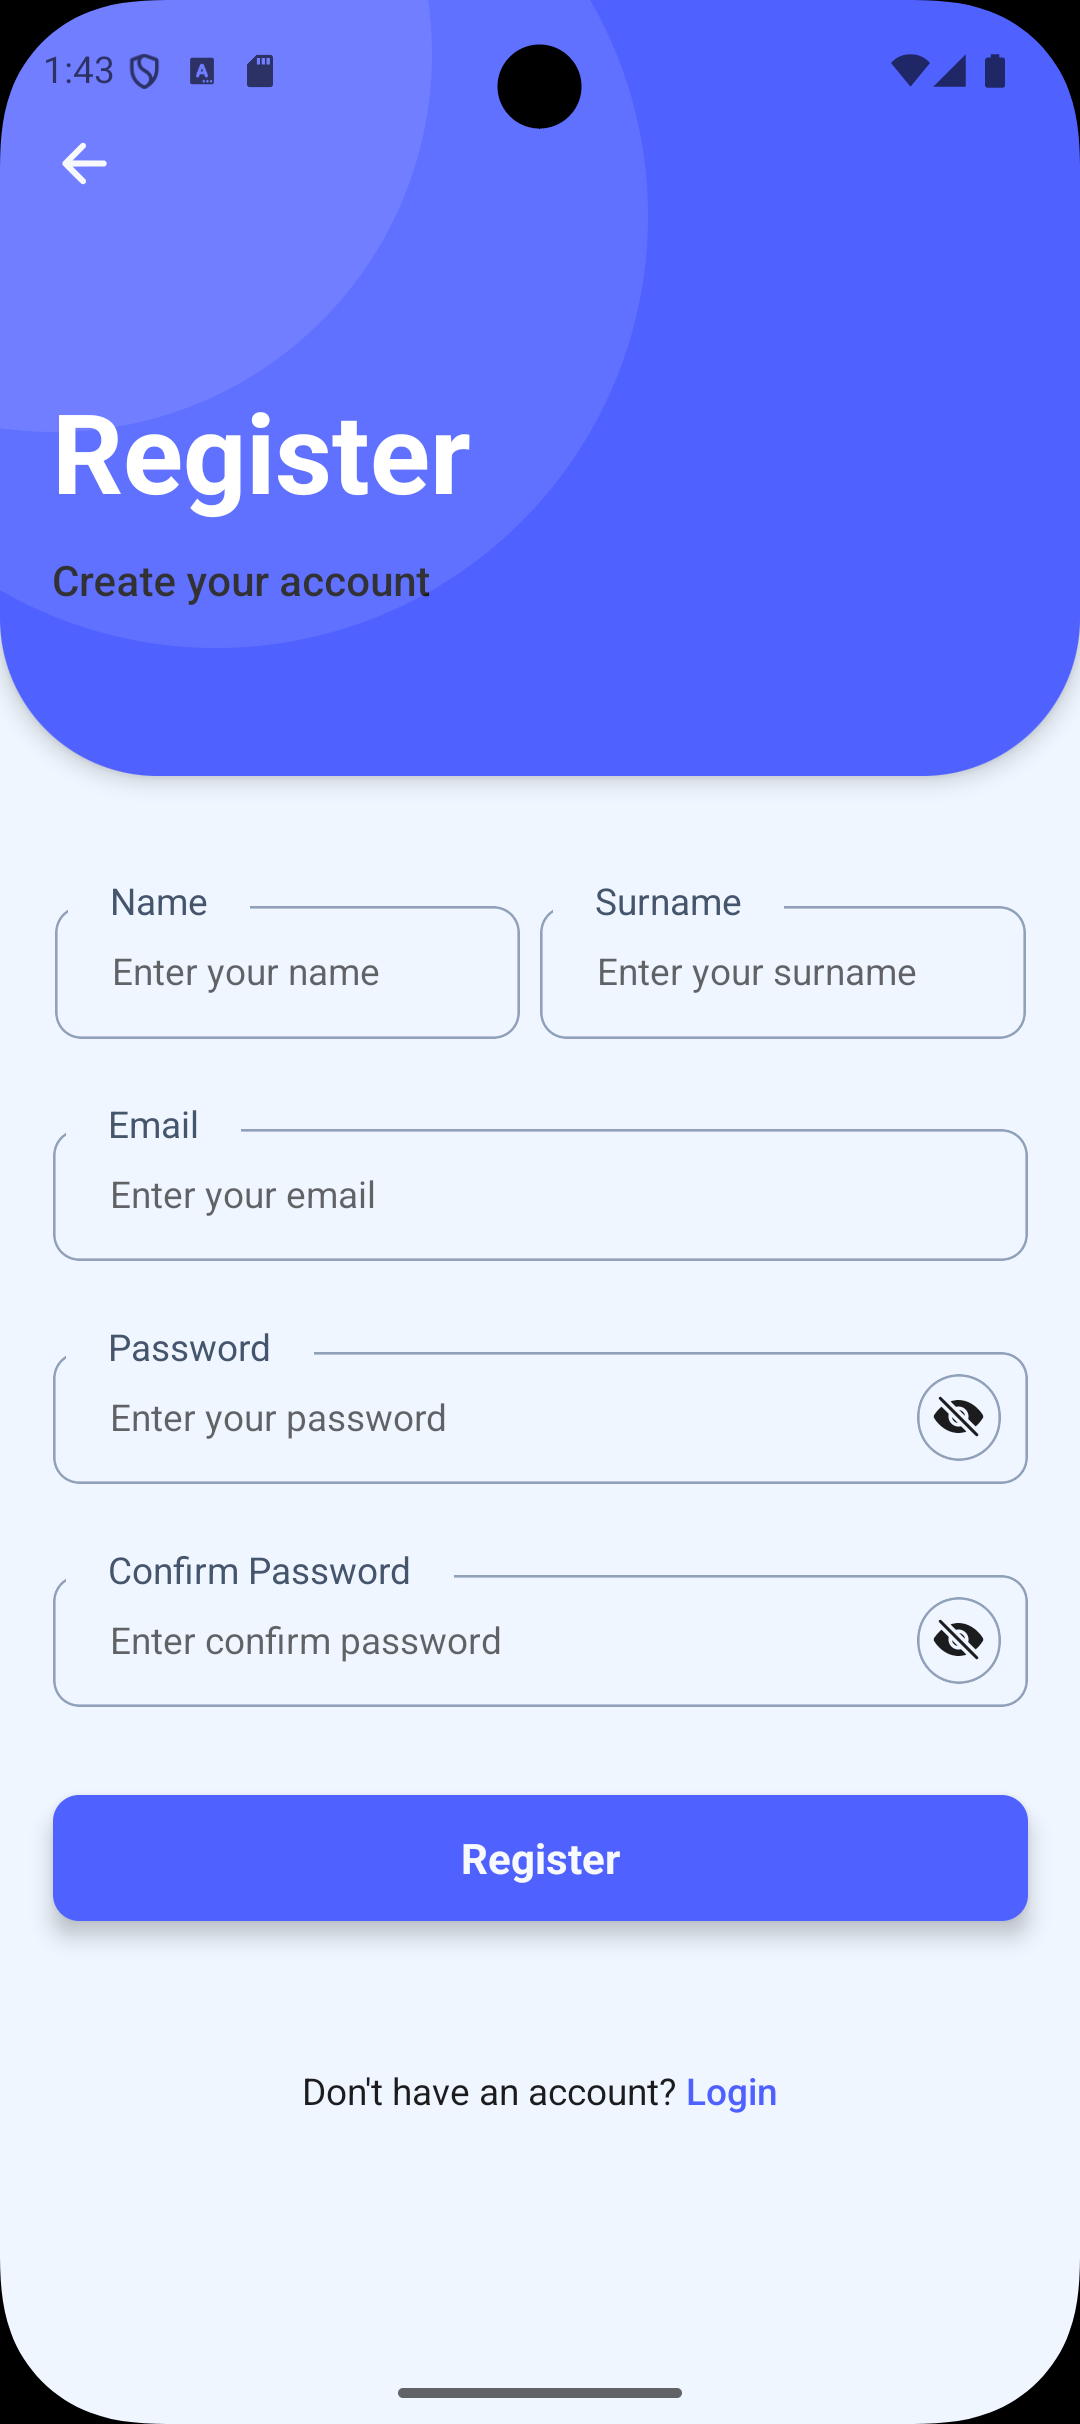 1:43
Register
Create your account
Name
Surname
Enter your name
Enter your surname
Email
Enter your email
Password
Enter your password
Confirm Password
Enter confirm password
Register
Don't have an account? Login